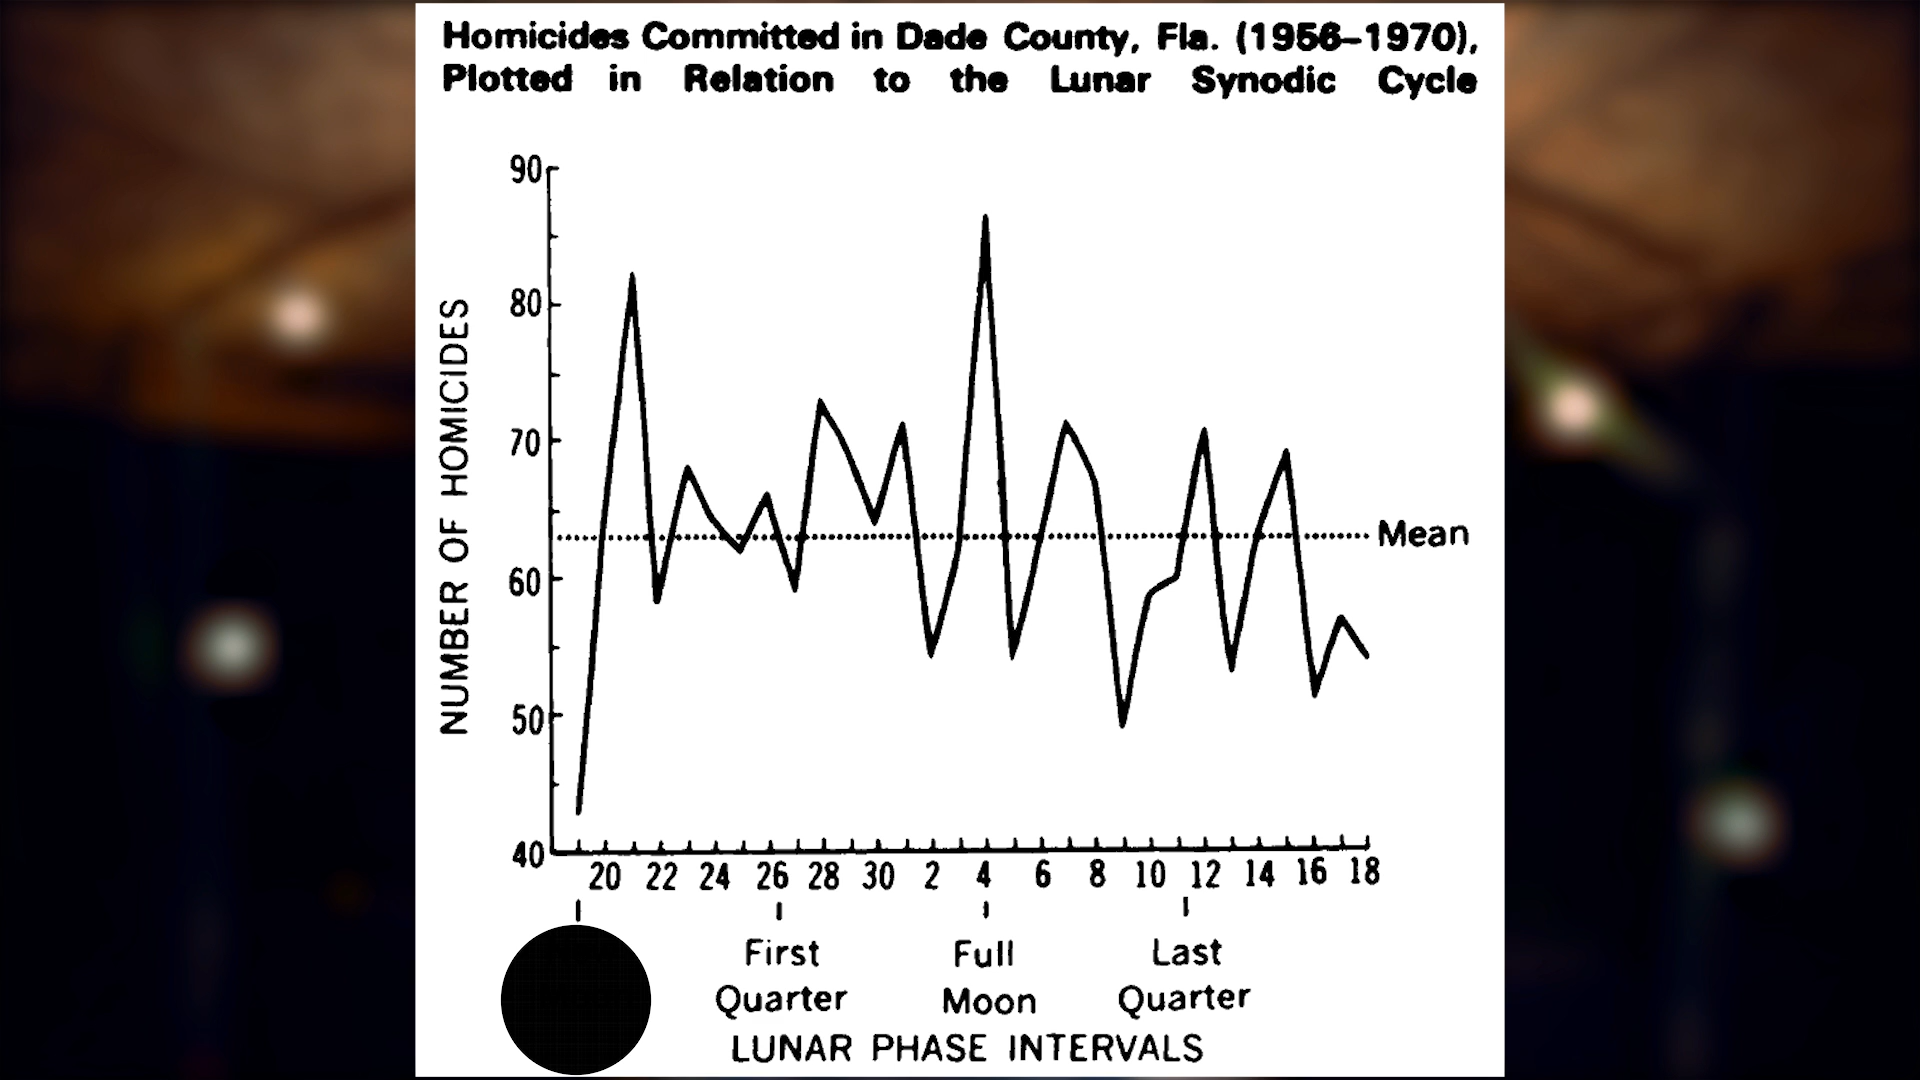 Homicides Committed in Dade County, Fla. (1956–1970),
Plotted in Relation to the Lunar Synodic Cycle
90
80
70
60
50
40
NUMBER OF HOMICIDES
Mean
20 22 24 26 28 30 2 4 6 8 10 12 14 16 18
First Quarter
Full Moon
Last Quarter
LUNAR PHASE INTERVALS